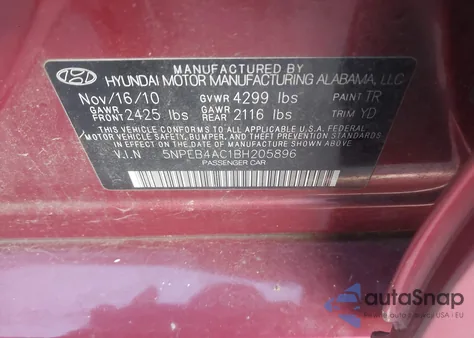 MANUFACTURED BY
HYUNDAI MOTOR MANUFACTURING ALABAMA, LLC
Nov/16/10 GVWR 4299 lbs PAINT TR
GAWR FRONT 2425 lbs GAWR REAR 2116 lbs TRIM YD
THIS VEHICLE CONFORMS TO ALL APPLICABLE U.S.A. FEDERAL
MOTOR VEHICLE SAFETY, BUMPER, AND THEFT PREVENTION STANDARDS
IN EFFECT ON THE DATE OF MANUFACTURE SHOWN ABOVE.
V.I.N 5NPEB4AC1BH205896
PASSENGER CAR
autoSnap